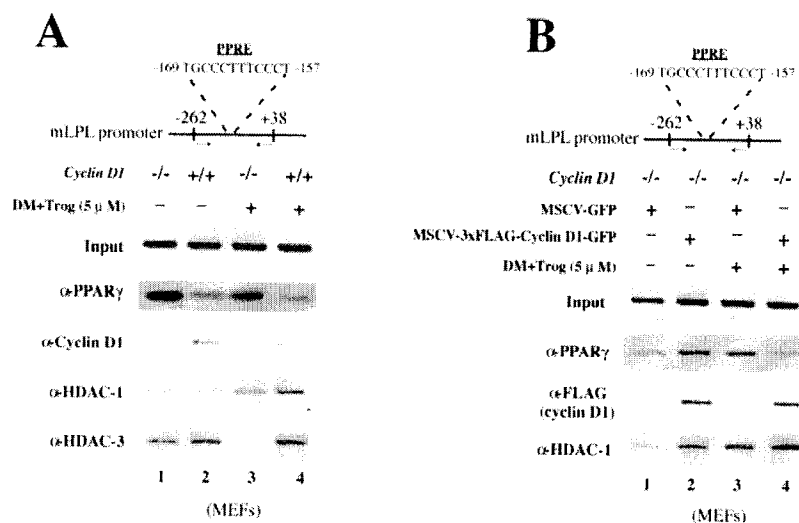 A
PPRE
-169 TGCCCTTTCCCT -157
-262 +38
mLPL promoter
Cyclin D1 -/- +/+ -/- +/+
DM+Trog (5 μM) − − + +
Input
α-PPARγ
α-Cyclin D1
α-HDAC-1
α-HDAC-3
1 2 3 4
(MEFs)
B
PPRE
-169 TGCCCTTTCCCT -157
-262 +38
mLPL promoter
Cyclin D1 -/- -/- -/- -/-
MSCV-GFP + − + −
MSCV-3xFLAG-Cyclin D1-GFP − + − +
DM+Trog (5 μM) − − + +
Input
α-PPARγ
α-FLAG
(cyclin D1)
α-HDAC-1
1 2 3 4
(MEFs)